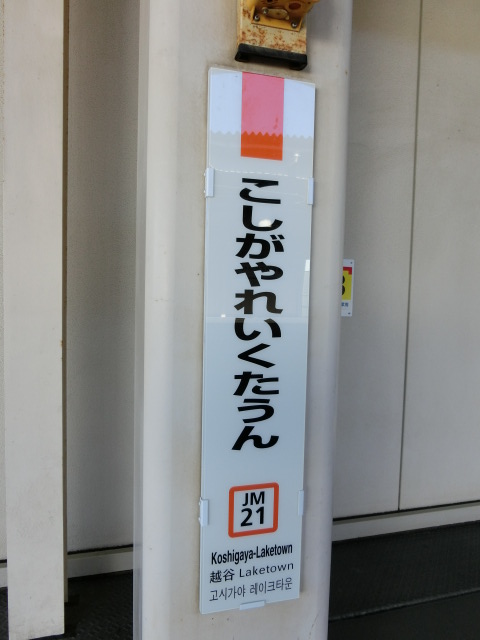 こしがやれいくたうん
JM
21
Koshigaya-Laketown
越谷 Laketown
고시가야 레이크타운